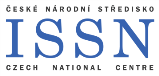 ČESKÉ NÁRODNÍ STŘEDISKO
ISSN
CZECH NATIONAL CENTRE